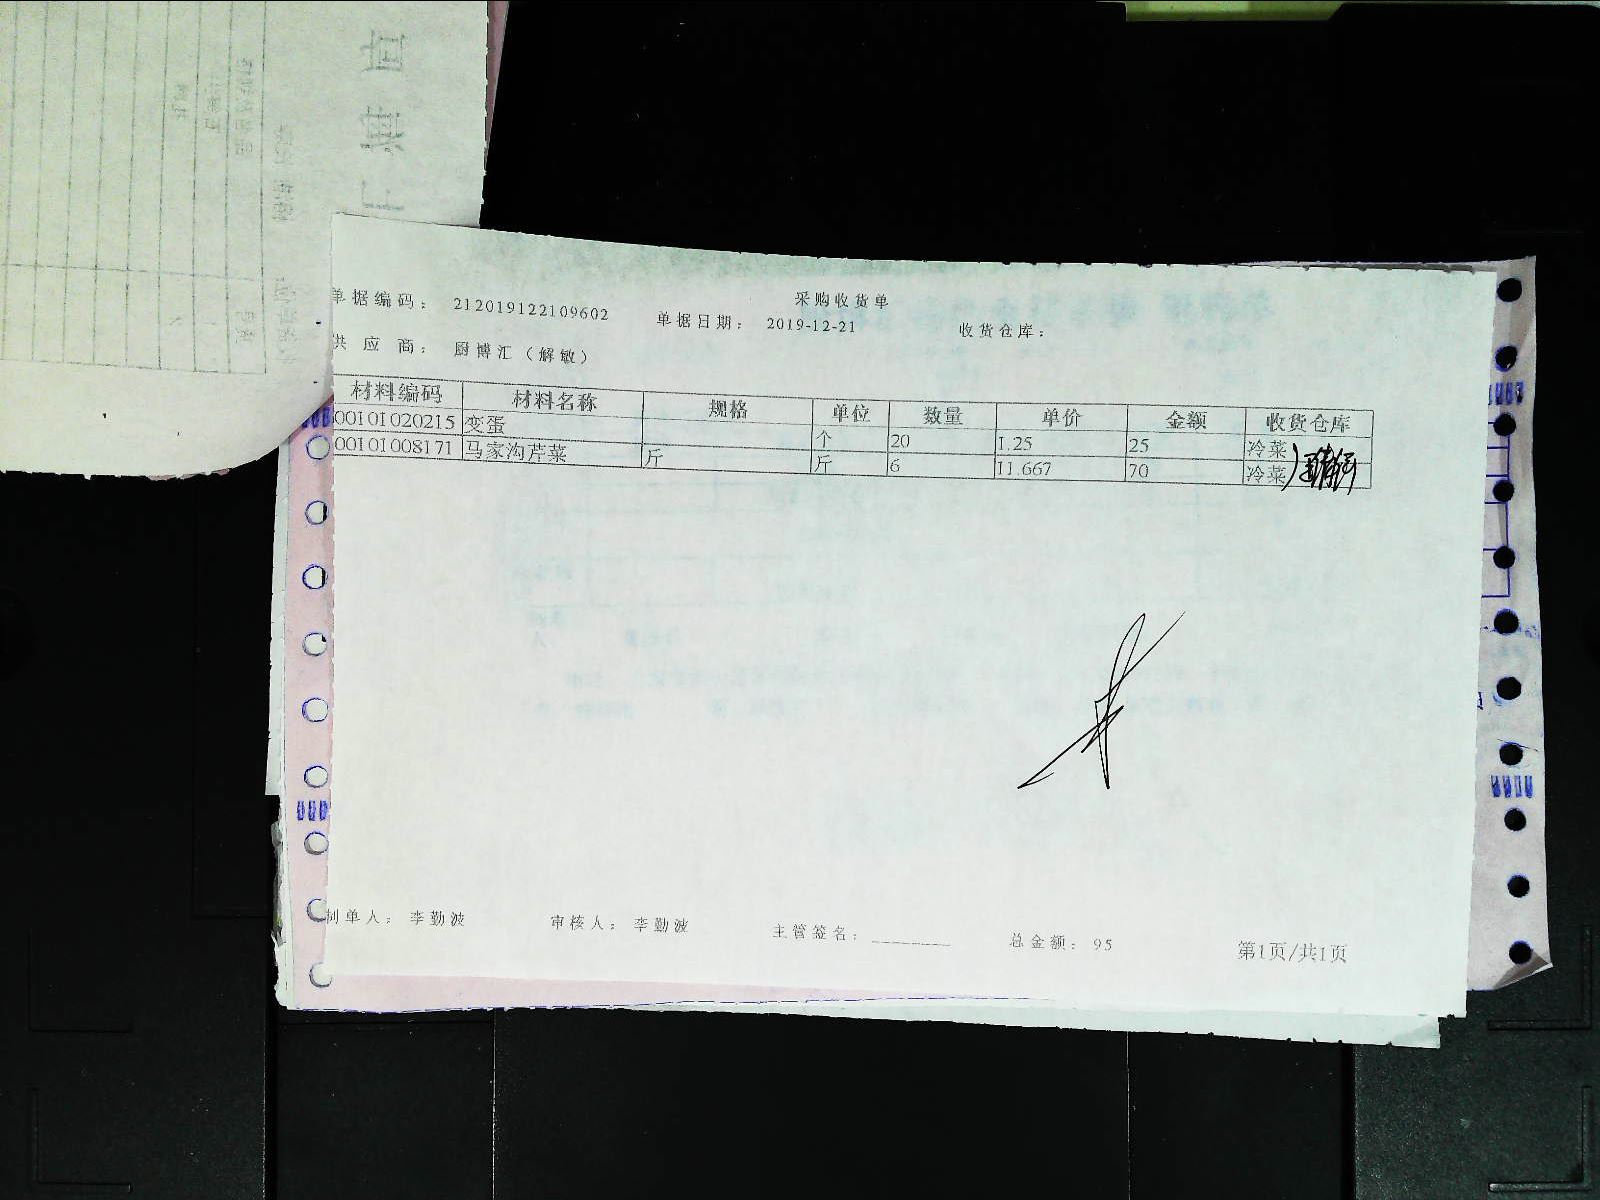 采购收货单
单据编码： 212019122109602 单据日期： 2019-12-21 收货仓库：
供 应 商： 厨博汇（解敏）
材料编码 材料名称 规格 单位 数量 单价 金额 收货仓库
00101020215 变蛋 个 20 1.25 25 冷菜
00101008171 马家沟芹菜 斤 斤 6 11.667 70 冷菜
制单人： 李勤波 审核人： 李勤波 主管签名： 总金额： 95 第1页/共1页